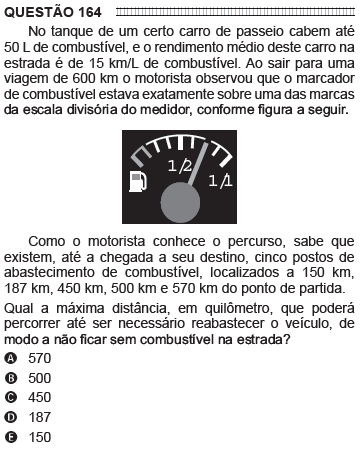 QUESTÃO 164
No tanque de um certo carro de passeio cabem até
50 L de combustível, e o rendimento médio deste carro na
estrada é de 15 km/L de combustível. Ao sair para uma
viagem de 600 km o motorista observou que o marcador
de combustível estava exatamente sobre uma das marcas
da escala divisória do medidor, conforme figura a seguir.
1/2
1/1
Como o motorista conhece o percurso, sabe que
existem, até a chegada a seu destino, cinco postos de
abastecimento de combustível, localizados a 150 km,
187 km, 450 km, 500 km e 570 km do ponto de partida.
Qual a máxima distância, em quilômetro, que poderá
percorrer até ser necessário reabastecer o veículo, de
modo a não ficar sem combustível na estrada?
A 570
B 500
C 450
D 187
E 150